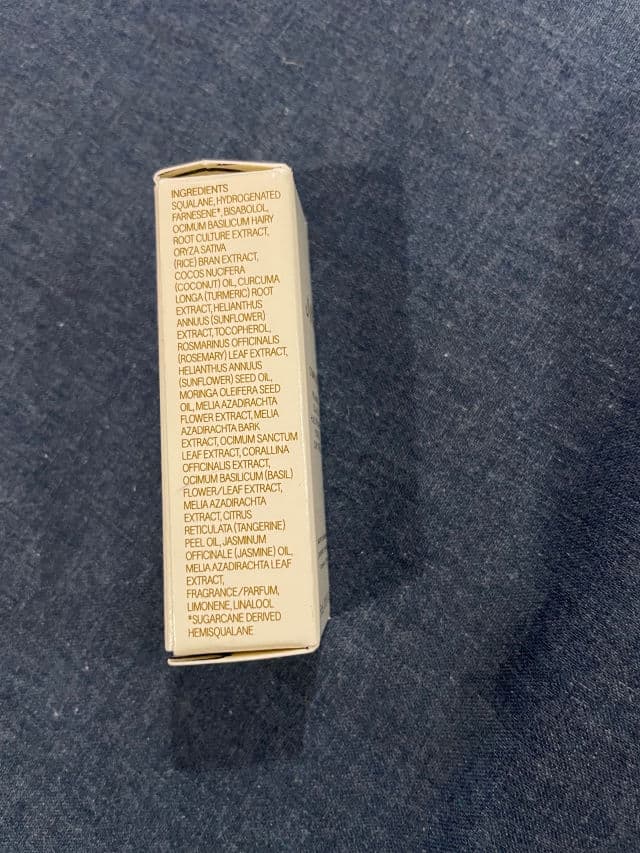 INGREDIENTS
SQUALANE, HYDROGENATED
FARNESENE*, BISABOLOL,
OCIMUM BASILICUM HAIRY
ROOT CULTURE EXTRACT,
ORYZA SATIVA
(RICE) BRAN EXTRACT,
COCOS NUCIFERA
(COCONUT) OIL, CURCUMA
LONGA (TURMERIC) ROOT
EXTRACT, HELIANTHUS
ANNUUS (SUNFLOWER)
EXTRACT, TOCOPHEROL,
ROSMARINUS OFFICINALIS
(ROSEMARY) LEAF EXTRACT,
HELIANTHUS ANNUUS
(SUNFLOWER) SEED OIL,
MORINGA OLEIFERA SEED
OIL, MELIA AZADIRACHTA
FLOWER EXTRACT, MELIA
AZADIRACHTA BARK
EXTRACT, OCIMUM SANCTUM
LEAF EXTRACT, CORALLINA
OFFICINALIS EXTRACT,
OCIMUM BASILICUM (BASIL)
FLOWER/LEAF EXTRACT,
MELIA AZADIRACHTA
EXTRACT, CITRUS
RETICULATA (TANGERINE)
PEEL OIL, JASMINUM
OFFICINALE (JASMINE) OIL,
MELIA AZADIRACHTA LEAF
EXTRACT,
FRAGRANCE/PARFUM,
LIMONENE, LINALOOL
*SUGARCANE DERIVED
HEMISQUALANE